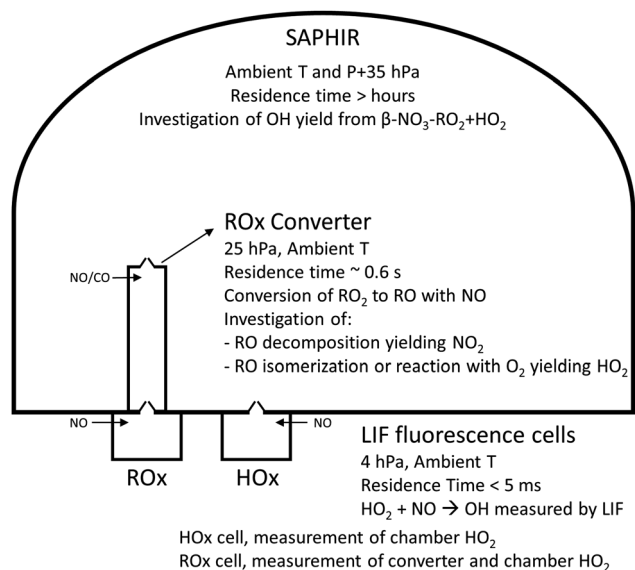 SAPHIR
Ambient T and P+35 hPa
Residence time > hours
Investigation of OH yield from β-NO₃-RO₂+HO₂
ROx Converter
25 hPa, Ambient T
Residence time ~ 0.6 s
Conversion of RO₂ to RO with NO
Investigation of:
- RO decomposition yielding NO₂
- RO isomerization or reaction with O₂ yielding HO₂
NO/CO
NO
NO
ROx
HOx
LIF fluorescence cells
4 hPa, Ambient T
Residence Time < 5 ms
HO₂ + NO → OH measured by LIF
HOx cell, measurement of chamber HO₂
ROx cell, measurement of converter and chamber HO₂